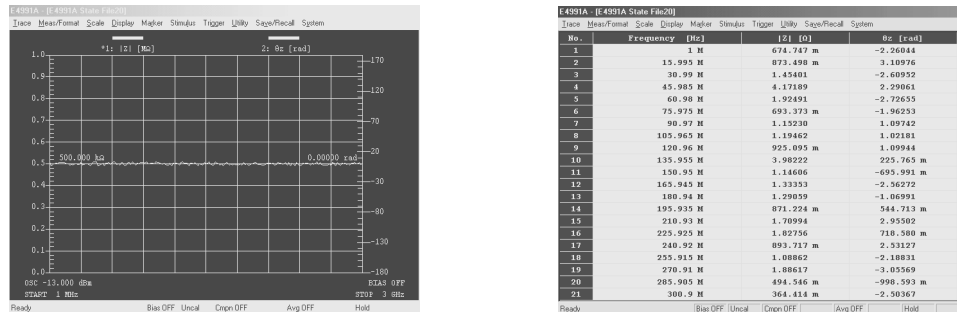 E4991A - [E4991A State File20]
Trace Meas/Format Scale Display Marker Stimulus Trigger Utility Save/Recall System
*1: |Z| [MΩ] 2: θz [rad]
1.0 170
0.9 120
0.8
0.7 70
0.6
500.000 kΩ 0.00000 rad 20
0.5
0.4 -30
0.3 -80
0.2
0.1 -130
0.0 -180
OSC -13.000 dBm BIAS OFF
START 1 MHz STOP 3 GHz
Ready Bias OFF Uncal Cmpn OFF Avg OFF Hold
E4991A - [E4991A State File20]
Trace Meas/Format Scale Display Marker Stimulus Trigger Utility Save/Recall System
No. Frequency [Hz] |Z| [Ω] θz [rad]
1 1 M 674.747 m -2.26044
2 15.995 M 873.498 m 3.10976
3 30.99 M 1.45401 -2.60952
4 45.985 M 4.17189 2.29061
5 60.98 M 1.92491 -2.72655
6 75.975 M 693.373 m -1.96253
7 90.97 M 1.15230 1.09742
8 105.965 M 1.19462 1.02181
9 120.96 M 925.095 m 1.09944
10 135.955 M 3.98222 225.765 m
11 150.95 M 1.14606 -695.991 m
12 165.945 M 1.33353 -2.56272
13 180.94 M 1.29059 -1.06991
14 195.935 M 871.224 m 544.713 m
15 210.93 M 1.70994 2.95502
16 225.925 M 1.82756 718.580 m
17 240.92 M 893.717 m 2.53127
18 255.915 M 1.08862 -2.18831
19 270.91 M 1.88617 -3.05569
20 285.905 M 494.546 m -998.593 m
21 300.9 M 364.414 m -2.50367
Ready Bias OFF Uncal Cmpn OFF Avg OFF Hold